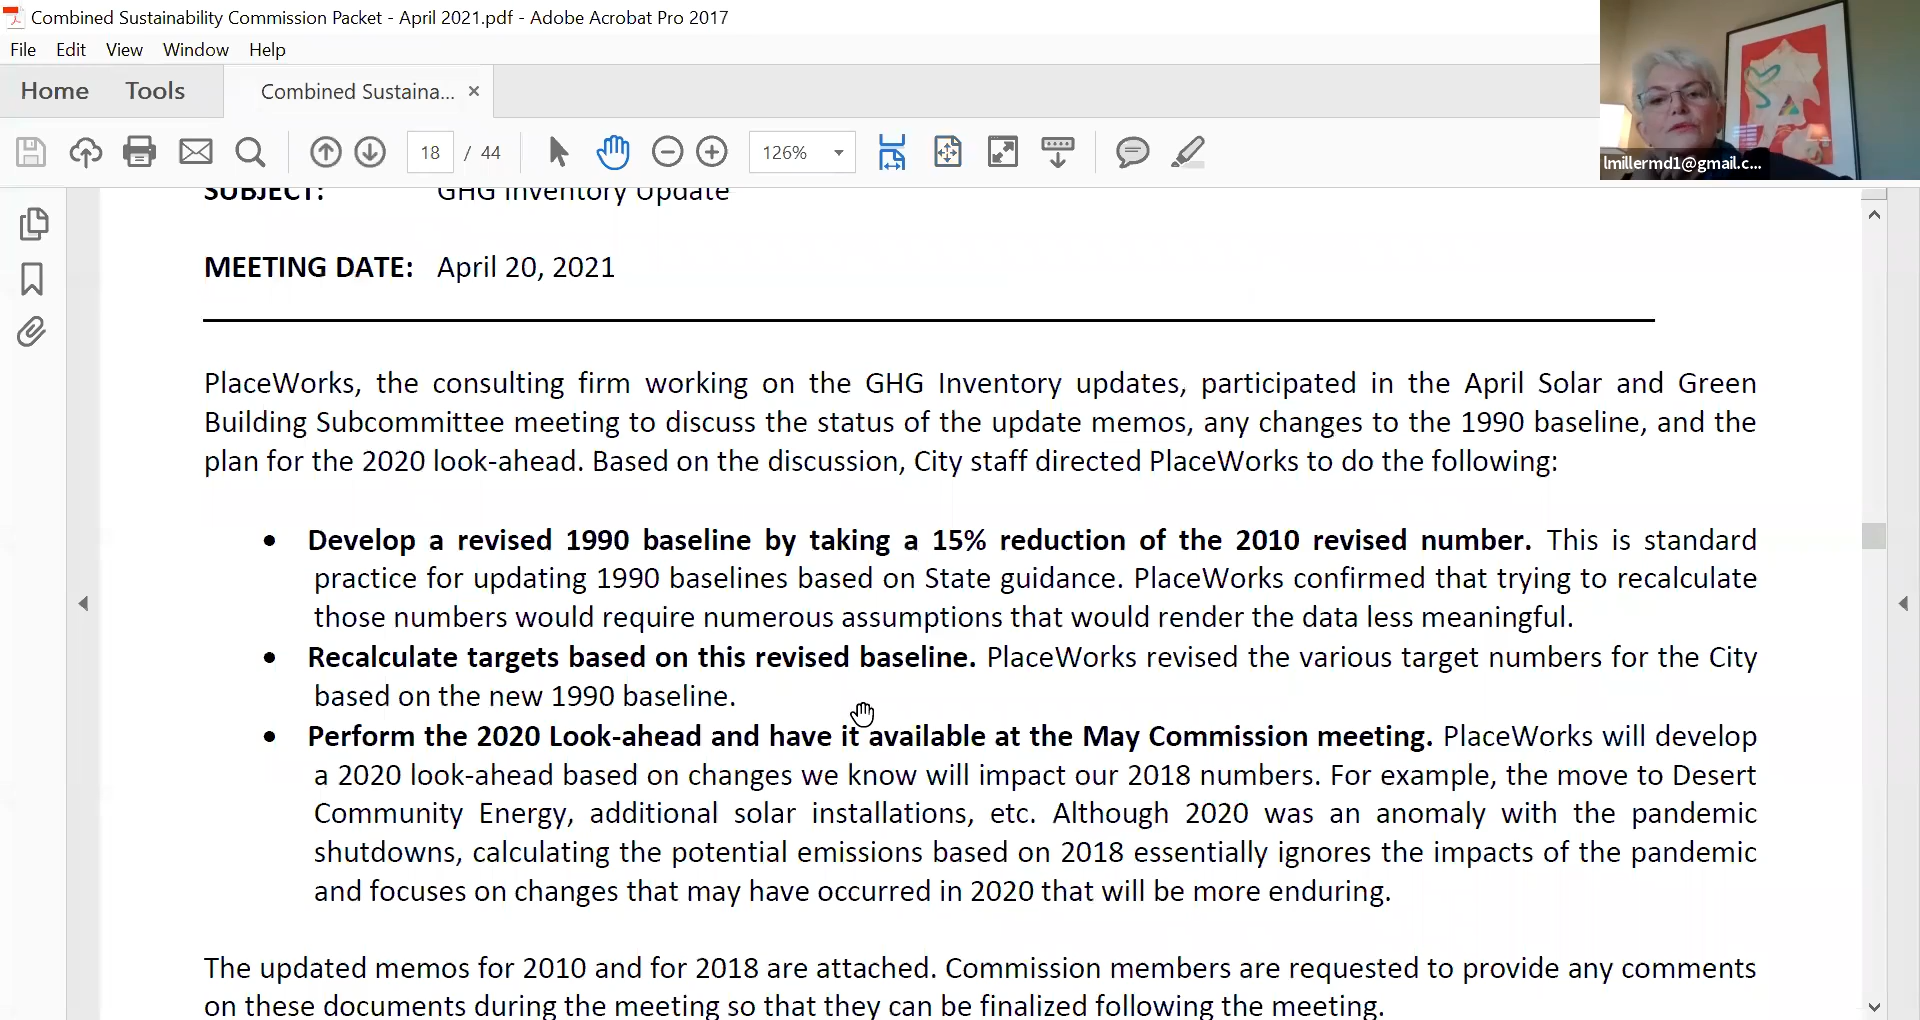 Combined Sustainability Commission Packet - April 2021.pdf - Adobe Acrobat Pro 2017
File Edit View Window Help
Home Tools Combined Sustaina... ×
18 / 44 126%
lmillermd1@gmail.c...
SUBJECT: GHG Inventory Update
MEETING DATE: April 20, 2021
PlaceWorks, the consulting firm working on the GHG Inventory updates, participated in the April Solar and Green
Building Subcommittee meeting to discuss the status of the update memos, any changes to the 1990 baseline, and the
plan for the 2020 look-ahead. Based on the discussion, City staff directed PlaceWorks to do the following:
• Develop a revised 1990 baseline by taking a 15% reduction of the 2010 revised number. This is standard
practice for updating 1990 baselines based on State guidance. PlaceWorks confirmed that trying to recalculate
those numbers would require numerous assumptions that would render the data less meaningful.
• Recalculate targets based on this revised baseline. PlaceWorks revised the various target numbers for the City
based on the new 1990 baseline.
• Perform the 2020 Look-ahead and have it available at the May Commission meeting. PlaceWorks will develop
a 2020 look-ahead based on changes we know will impact our 2018 numbers. For example, the move to Desert
Community Energy, additional solar installations, etc. Although 2020 was an anomaly with the pandemic
shutdowns, calculating the potential emissions based on 2018 essentially ignores the impacts of the pandemic
and focuses on changes that may have occurred in 2020 that will be more enduring.
The updated memos for 2010 and for 2018 are attached. Commission members are requested to provide any comments
on these documents during the meeting so that they can be finalized following the meeting.